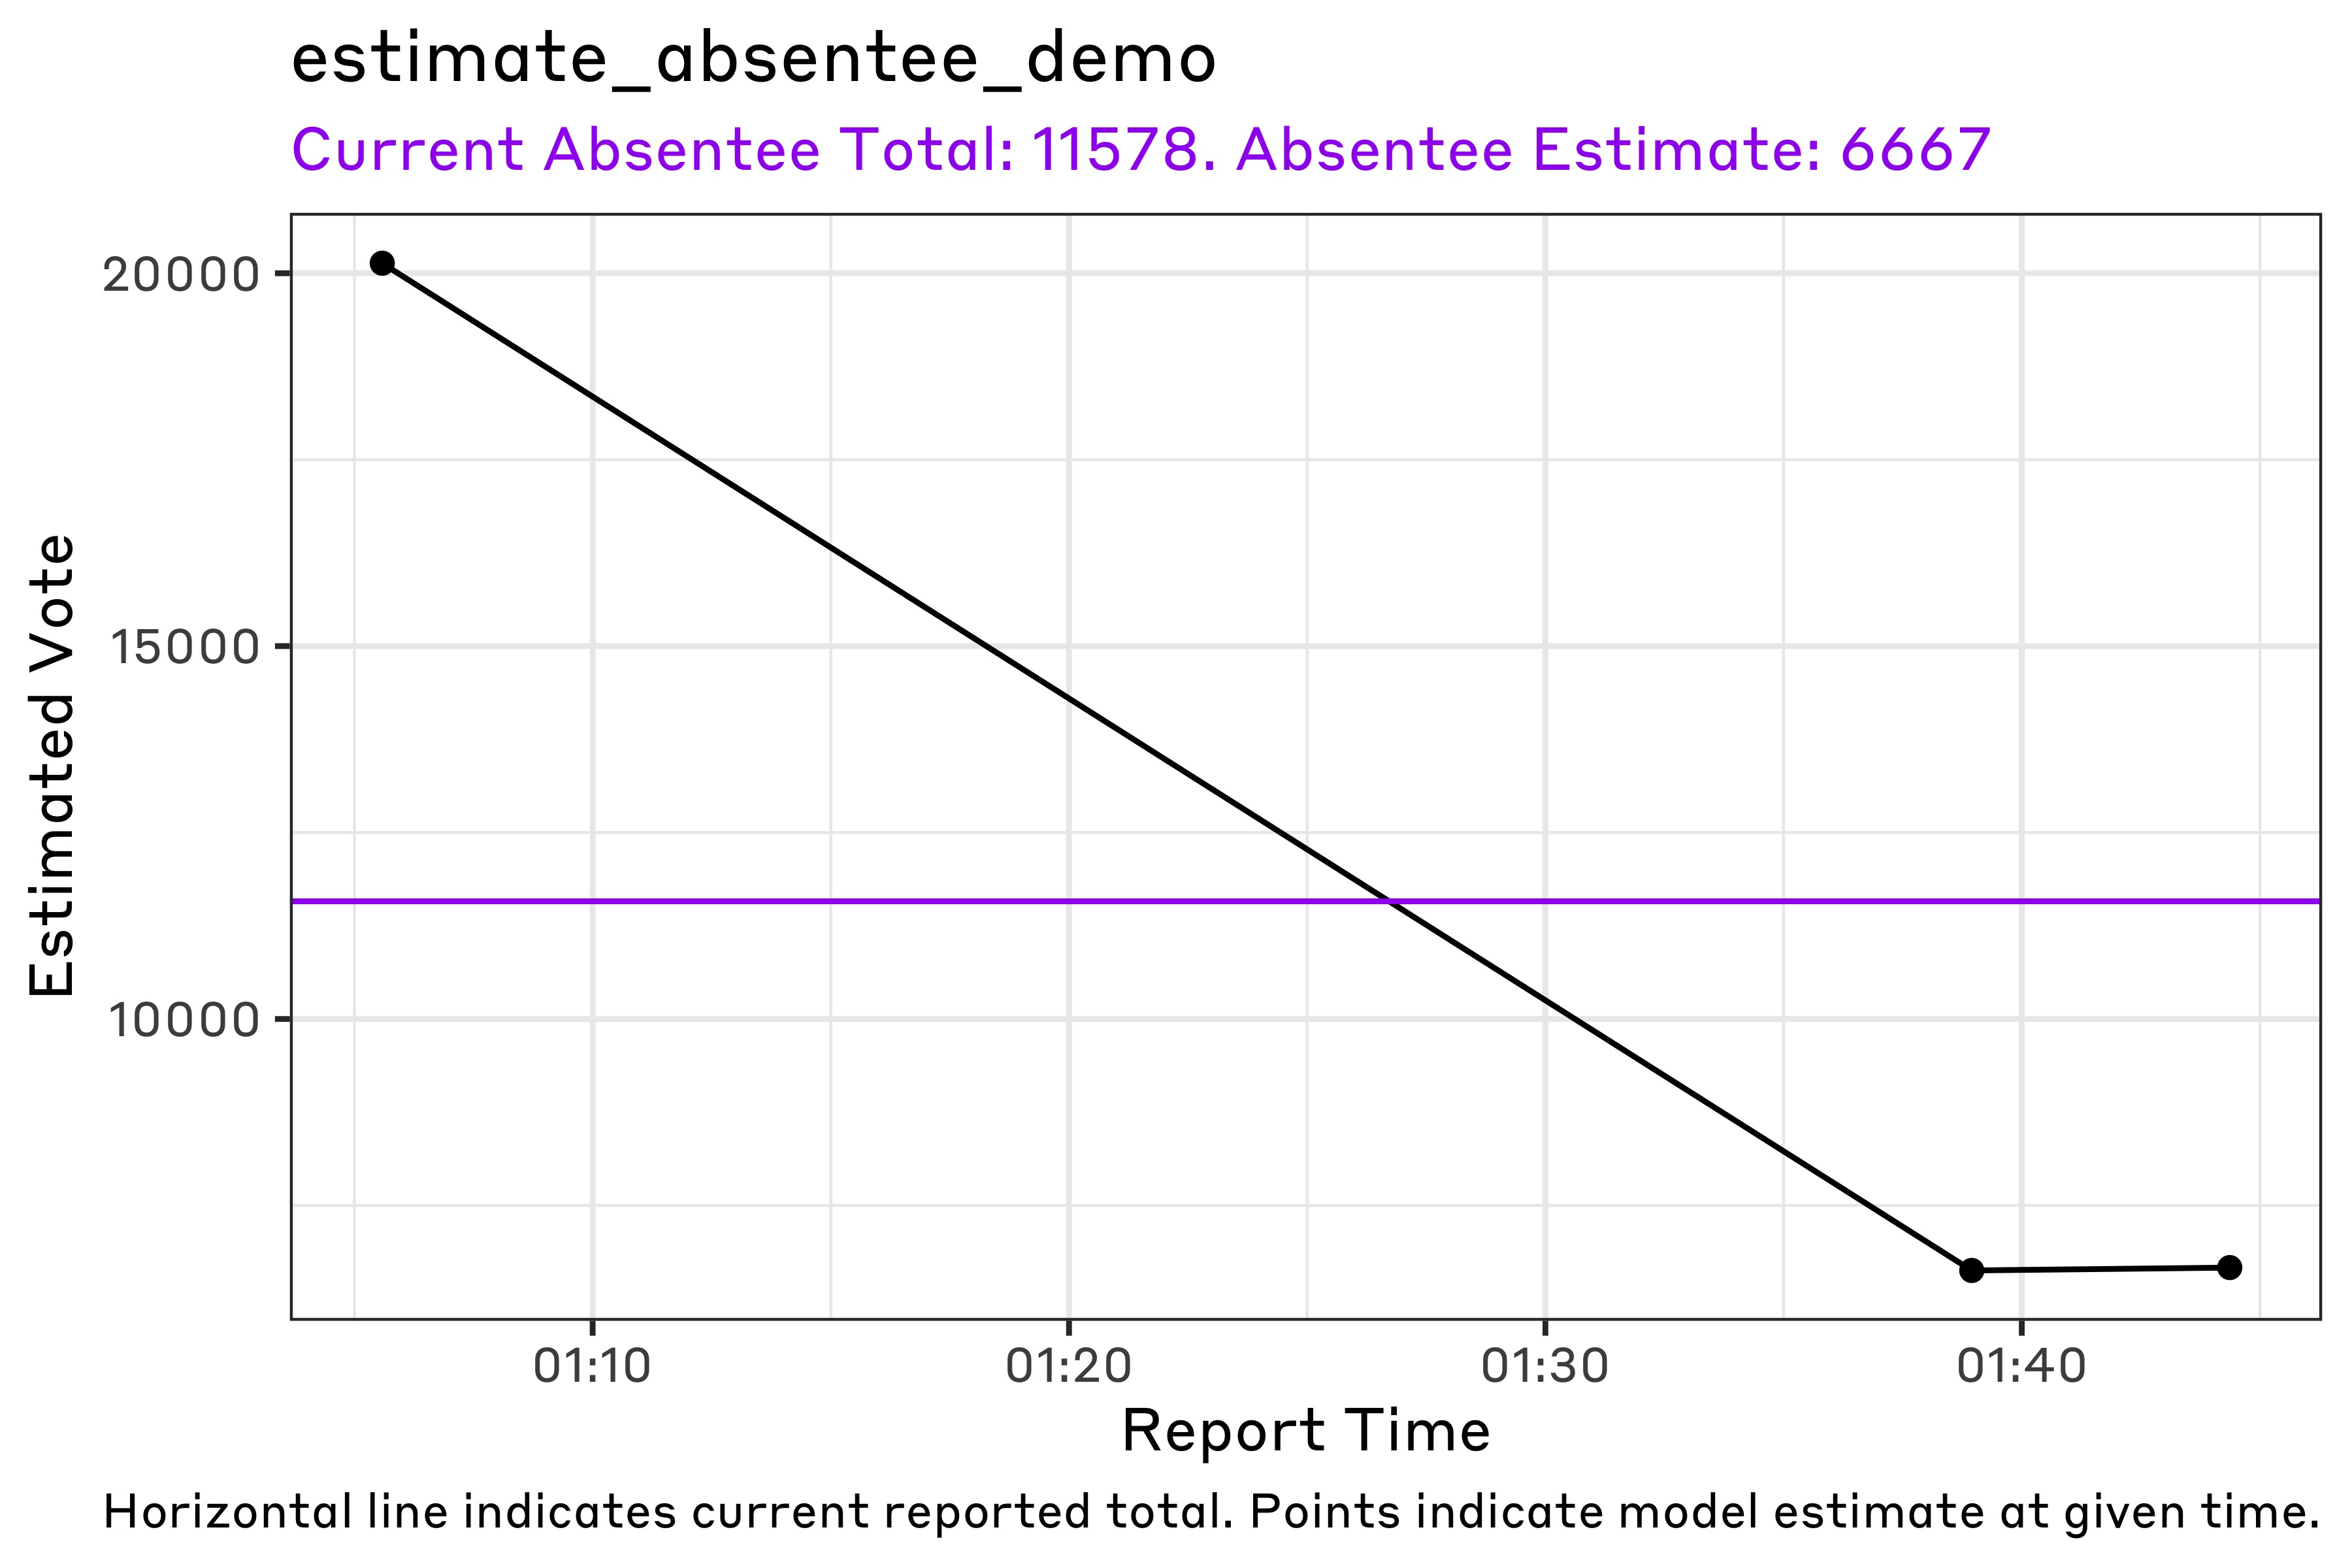 estimate_absentee_demo
Current Absentee Total: 11578. Absentee Estimate: 6667
20000
15000
10000
Estimated Vote
01:10 01:20 01:30 01:40
Report Time
Horizontal line indicates current reported total. Points indicate model estimate at given time.